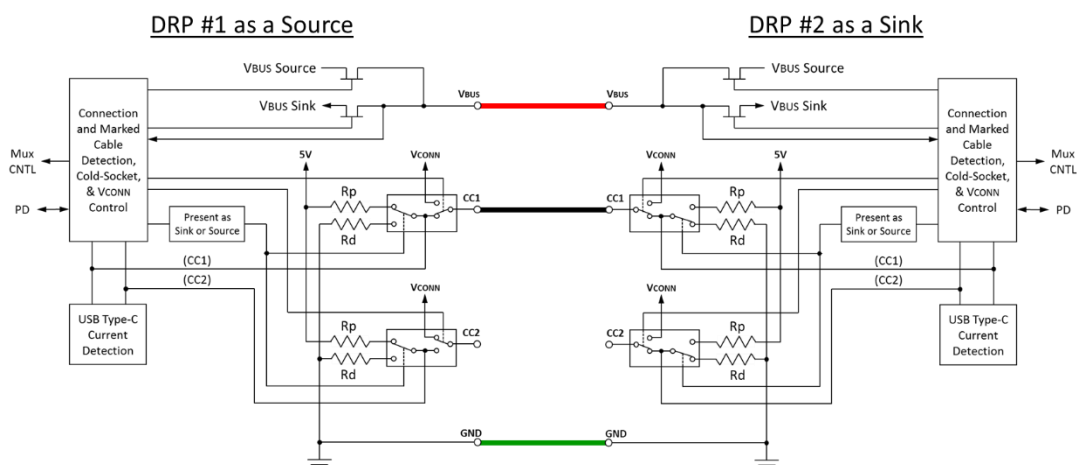 DRP #1 as a Source
DRP #2 as a Sink
VBUS Source
VBUS Sink
VBUS
VBUS
VBUS Source
VBUS Sink
Connection
and Marked
Cable
Detection,
Cold-Socket,
& VCONN
Control
Mux
CNTL
PD
Present as
Sink or Source
(CC1)
(CC2)
USB Type-C
Current
Detection
5V
VCONN
Rp
Rd
CC1
VCONN
Rp
Rd
CC2
GND
VCONN
5V
CC1
Rp
Rd
VCONN
CC2
Rp
Rd
GND
Connection
and Marked
Cable
Detection,
Cold-Socket,
& VCONN
Control
Mux
CNTL
PD
Present as
Sink or Source
(CC1)
(CC2)
USB Type-C
Current
Detection